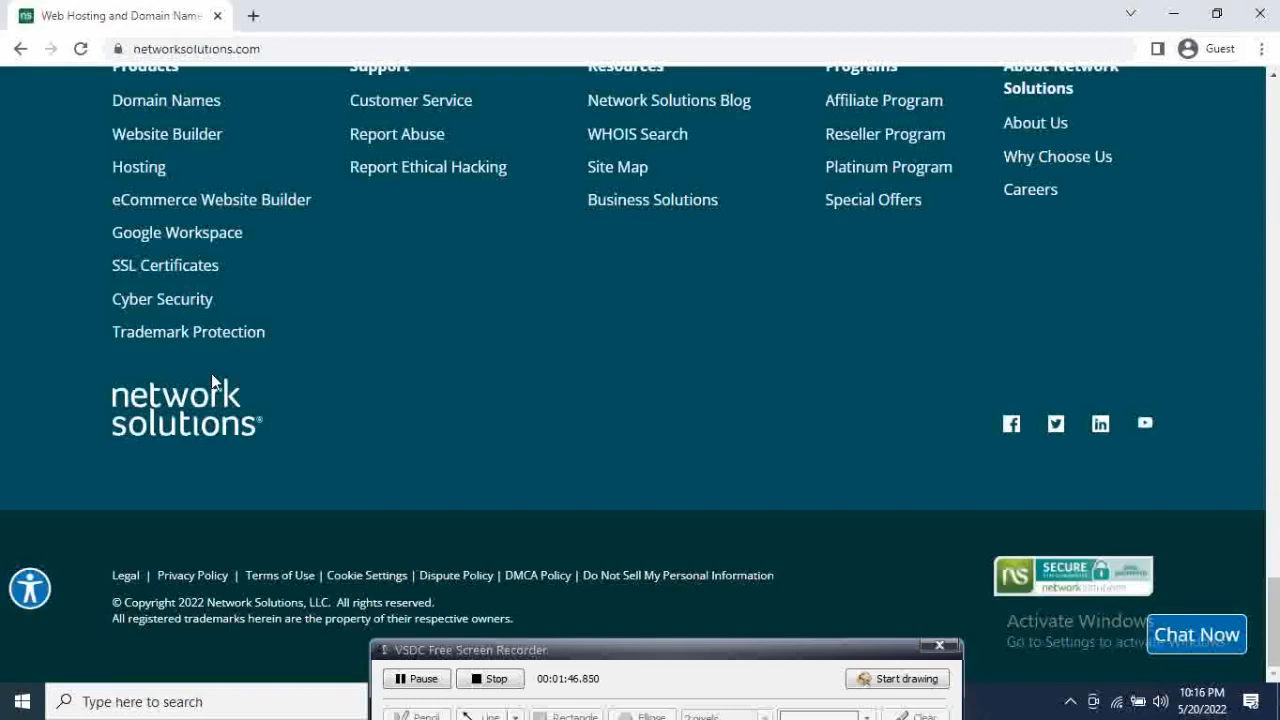 Web Hosting and Domain Name
networksolutions.com
Guest
Products
Domain Names
Website Builder
Hosting
eCommerce Website Builder
Google Workspace
SSL Certificates
Cyber Security
Trademark Protection
Support
Customer Service
Report Abuse
Report Ethical Hacking
Resources
Network Solutions Blog
WHOIS Search
Site Map
Business Solutions
Programs
Affiliate Program
Reseller Program
Platinum Program
Special Offers
About Network
Solutions
About Us
Why Choose Us
Careers
network
solutions®
Legal | Privacy Policy | Terms of Use | Cookie Settings | Dispute Policy | DMCA Policy | Do Not Sell My Personal Information
© Copyright 2022 Network Solutions, LLC. All rights reserved.
All registered trademarks herein are the property of their respective owners.
ns SECURE
Activate Windows
Go to Settings to activate Windows.
Chat Now
VSDC Free Screen Recorder
Pause
Stop
00:01:46.850
Start drawing
Pencil
Line
Rectangle
Ellipse
2 pixels
Clear
Type here to search
10:16 PM
5/20/2022